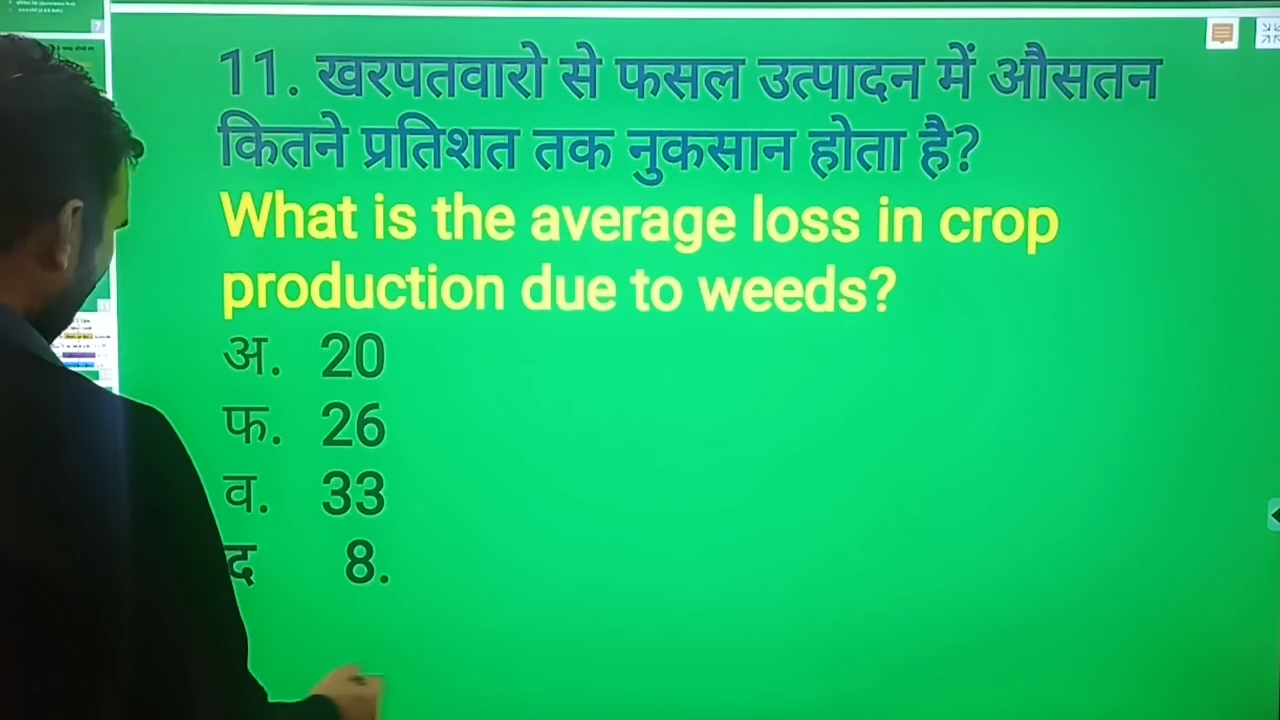 11. खरपतवारो से फसल उत्पादन में औसतन
कितने प्रतिशत तक नुकसान होता है?
What is the average loss in crop
production due to weeds?
अ. 20
फ. 26
व. 33
द 8.